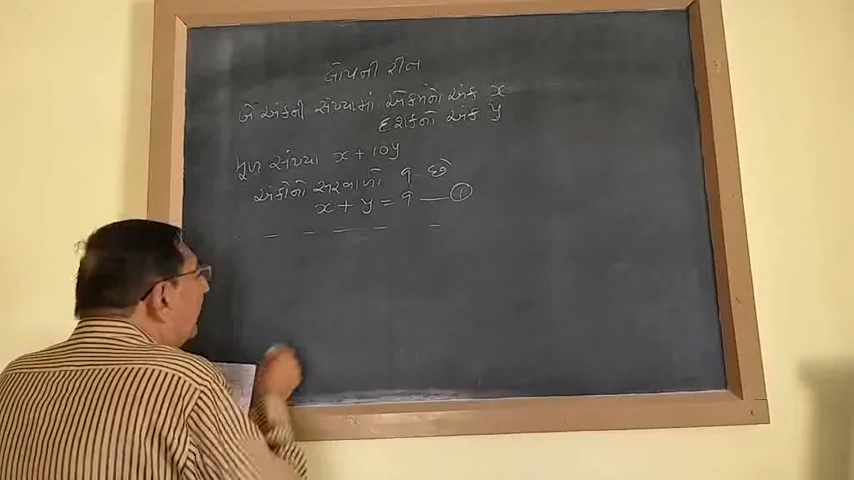 લોપની રીત
બે અંકની સંખ્યામાં એકમનો અંક x
દશકનો અંક y
મૂળ સંખ્યા x + 10y
અંકોનો સરવાળો 9 છે
x + y = 9 —— ①